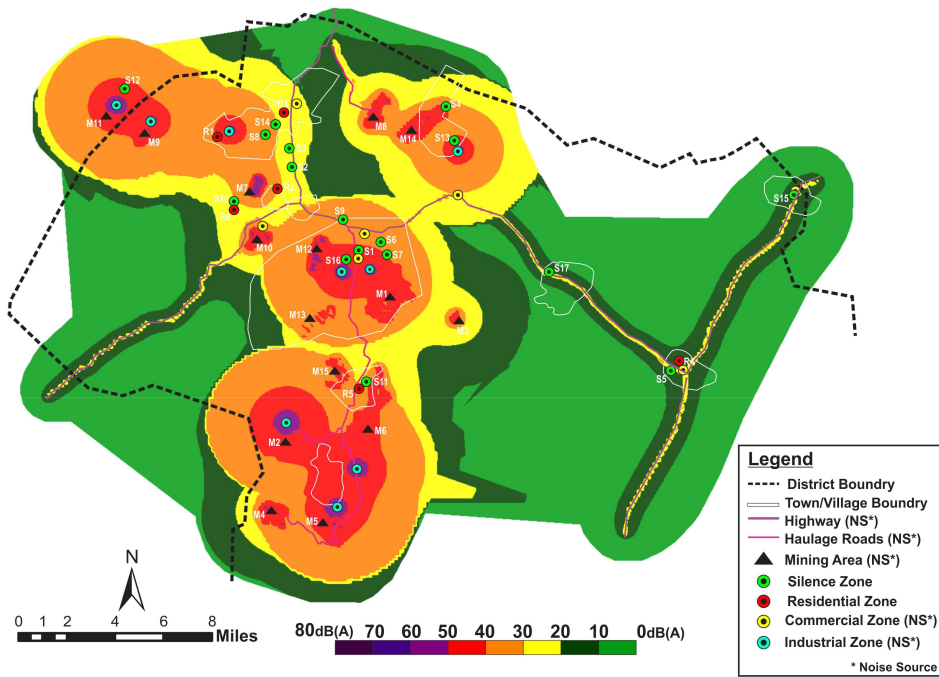 S12
M11
M9
R3
S14
R1
S8
S3
S2
M8
M14
S4
S13
M7
R2
S10
R6
M10
S9
S6
M12
S1
S7
S16
M1
M13
M3
S17
S15
R4
S5
M15
S11
R5
M2
M6
M4
M5
N
0 2 4 6 8
Miles
80dB(A) 70 60 50 40 30 20 10 0dB(A)
Legend
District Boundry
Town/Village Boundry
Highway (NS*)
Haulage Roads (NS*)
Mining Area (NS*)
Silence Zone
Residential Zone
Commercial Zone (NS*)
Industrial Zone (NS*)
* Noise Source